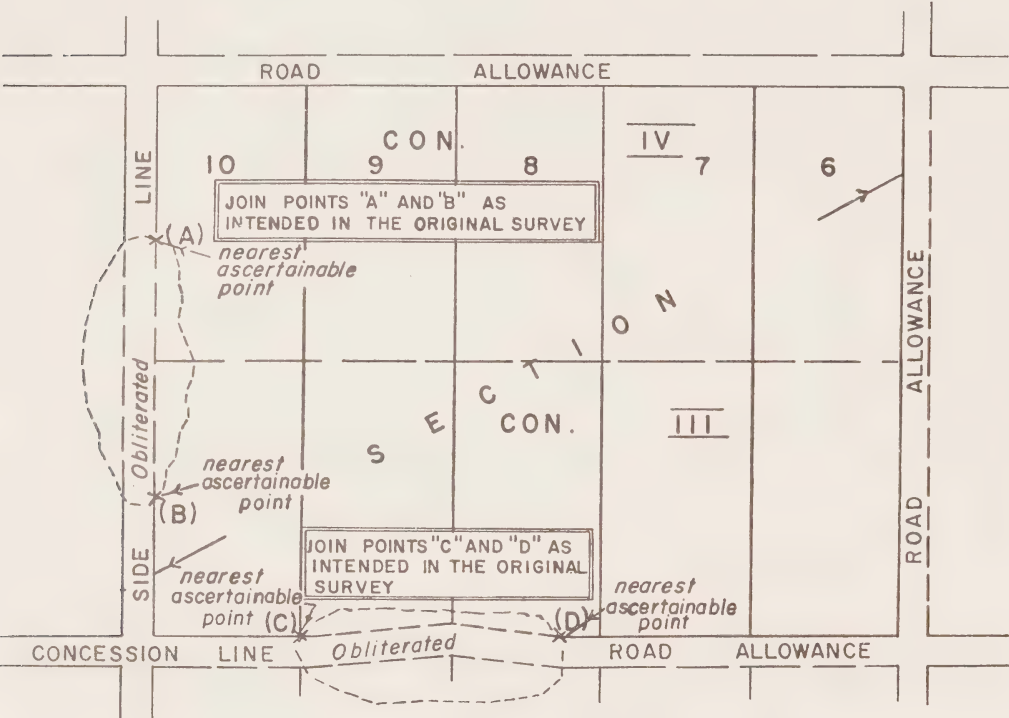 ROAD ALLOWANCE
CON. IV
10 9 8 7 6
JOIN POINTS "A" AND "B" AS
INTENDED IN THE ORIGINAL SURVEY
LINE
(A)
nearest
ascertainable
point
SECTION
ALLOWANCE
Obliterated
CON. III
nearest
ascertainable
point
(B)
ROAD
JOIN POINTS "C" AND "D" AS
INTENDED IN THE ORIGINAL
SURVEY
SIDE
nearest
ascertainable
point (C)
nearest
ascertainable
point
(D)
Obliterated
CONCESSION LINE ROAD ALLOWANCE